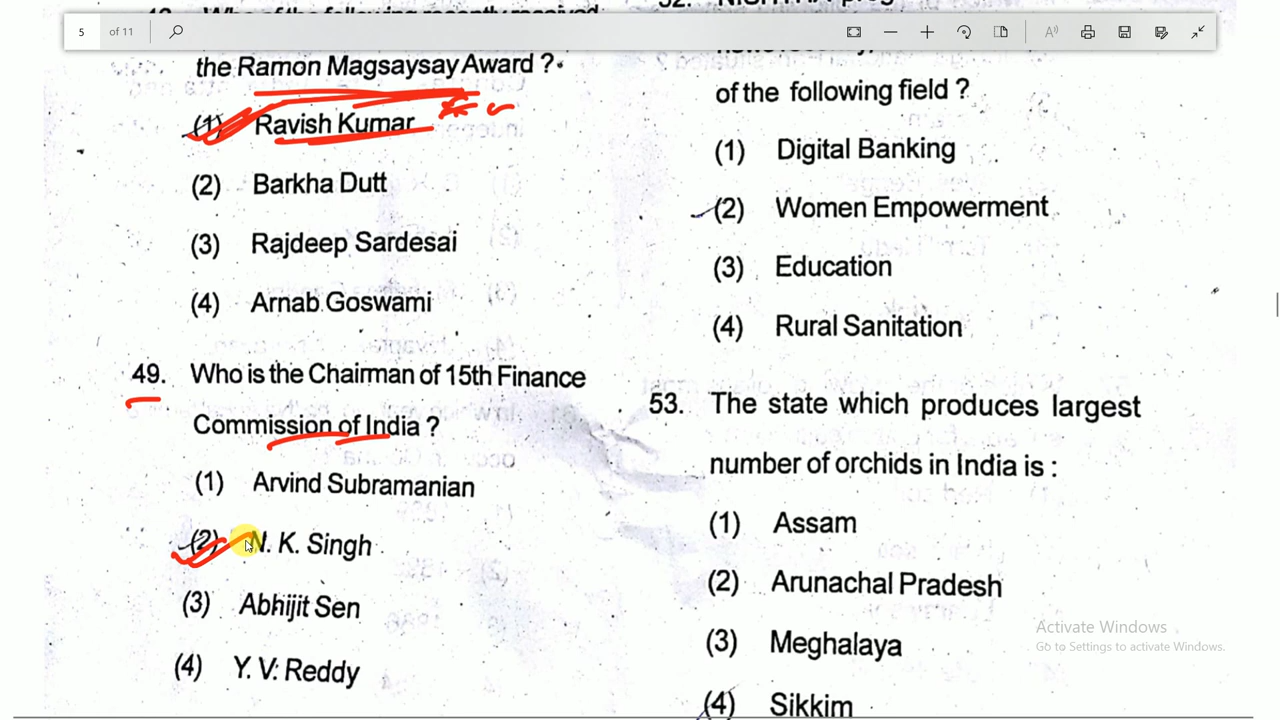 5 of 11
the Ramon Magsaysay Award ?
(1) Ravish Kumar
(2) Barkha Dutt
(3) Rajdeep Sardesai
(4) Arnab Goswami
49. Who is the Chairman of 15th Finance
Commission of India ?
(1) Arvind Subramanian
(2) N. K. Singh
(3) Abhijit Sen
(4) Y. V. Reddy
52.
of the following field ?
(1) Digital Banking
(2) Women Empowerment
(3) Education
(4) Rural Sanitation
53. The state which produces largest
number of orchids in India is :
(1) Assam
(2) Arunachal Pradesh
(3) Meghalaya
(4) Sikkim
Activate Windows
Go to Settings to activate Windows.